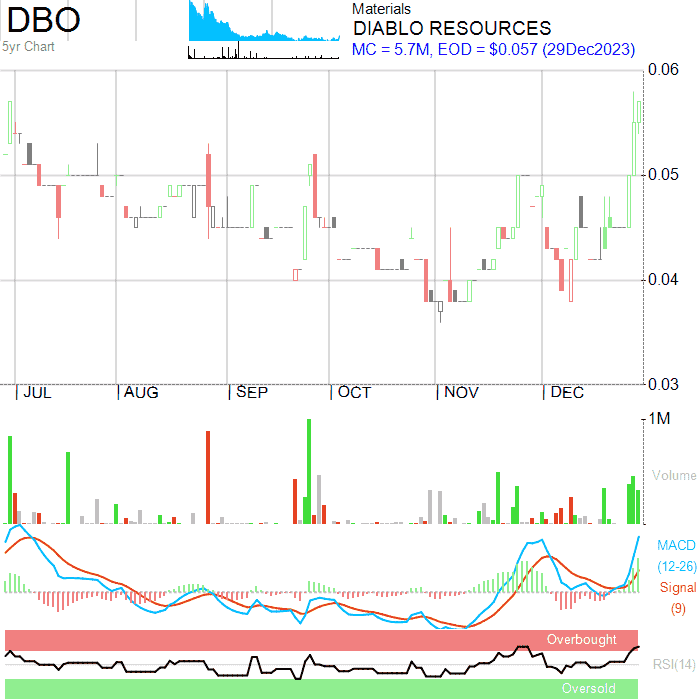 DBO
5yr Chart
Materials
DIABLO RESOURCES
MC = 5.7M, EOD = $0.057 (29Dec2023)
0.06
0.05
0.04
0.03
JUL AUG SEP OCT NOV DEC
1M
Volume
MACD
(12-26)
Signal
(9)
Overbought
RSI(14)
Oversold